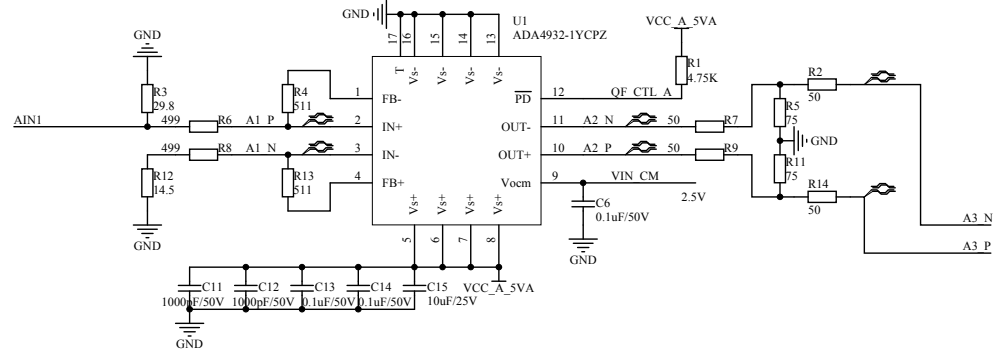 GND
U1
ADA4932-1YCPZ
VCC_A_5VA
17
16
15
14
13
T
Vs-
Vs-
Vs-
Vs-
GND
R3
29.8
R4
511
R1
4.75K
1
FB-
PD
12
QF_CTL_A
R2
50
AIN1
499
R6
A1_P
2
IN+
OUT-
11
A2_N
50
R7
R5
75
GND
499
R8
A1_N
3
IN-
OUT+
10
A2_P
50
R9
R11
75
R12
14.5
R13
511
4
FB+
Vocm
9
VIN_CM
2.5V
R14
50
Vs+
Vs+
Vs+
Vs+
5
6
7
8
C6
0.1uF/50V
GND
GND
A3_N
A3_P
C11
1000pF/50V
C12
1000pF/50V
C13
0.1uF/50V
C14
0.1uF/50V
C15
10uF/25V
VCC_A_5VA
GND